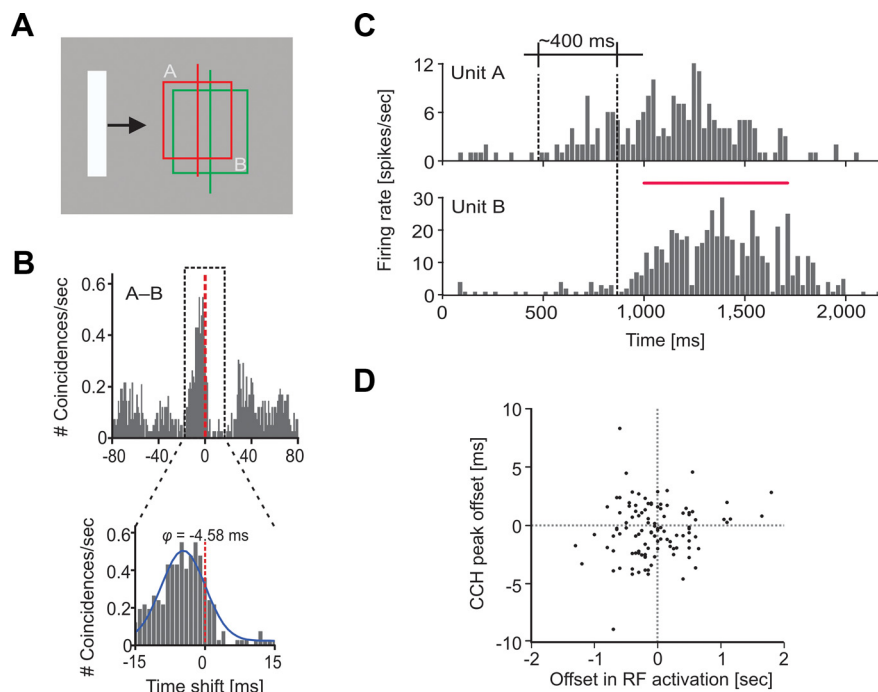 A
A
B
B
A–B
# Coincidences/sec
0.6
0.4
0.2
0
-80 -40 0 40 80
φ = -4.58 ms
# Coincidences/sec
0.6
0.4
0.2
0
-15 0 15
Time shift [ms]
C
~400 ms
Unit A
12
6
0
Unit B
30
20
10
0
Firing rate [spikes/sec]
0 500 1,000 1,500 2,000
Time [ms]
D
CCH peak offset [ms]
10
5
0
-5
-10
-2 -1 0 1 2
Offset in RF activation [sec]